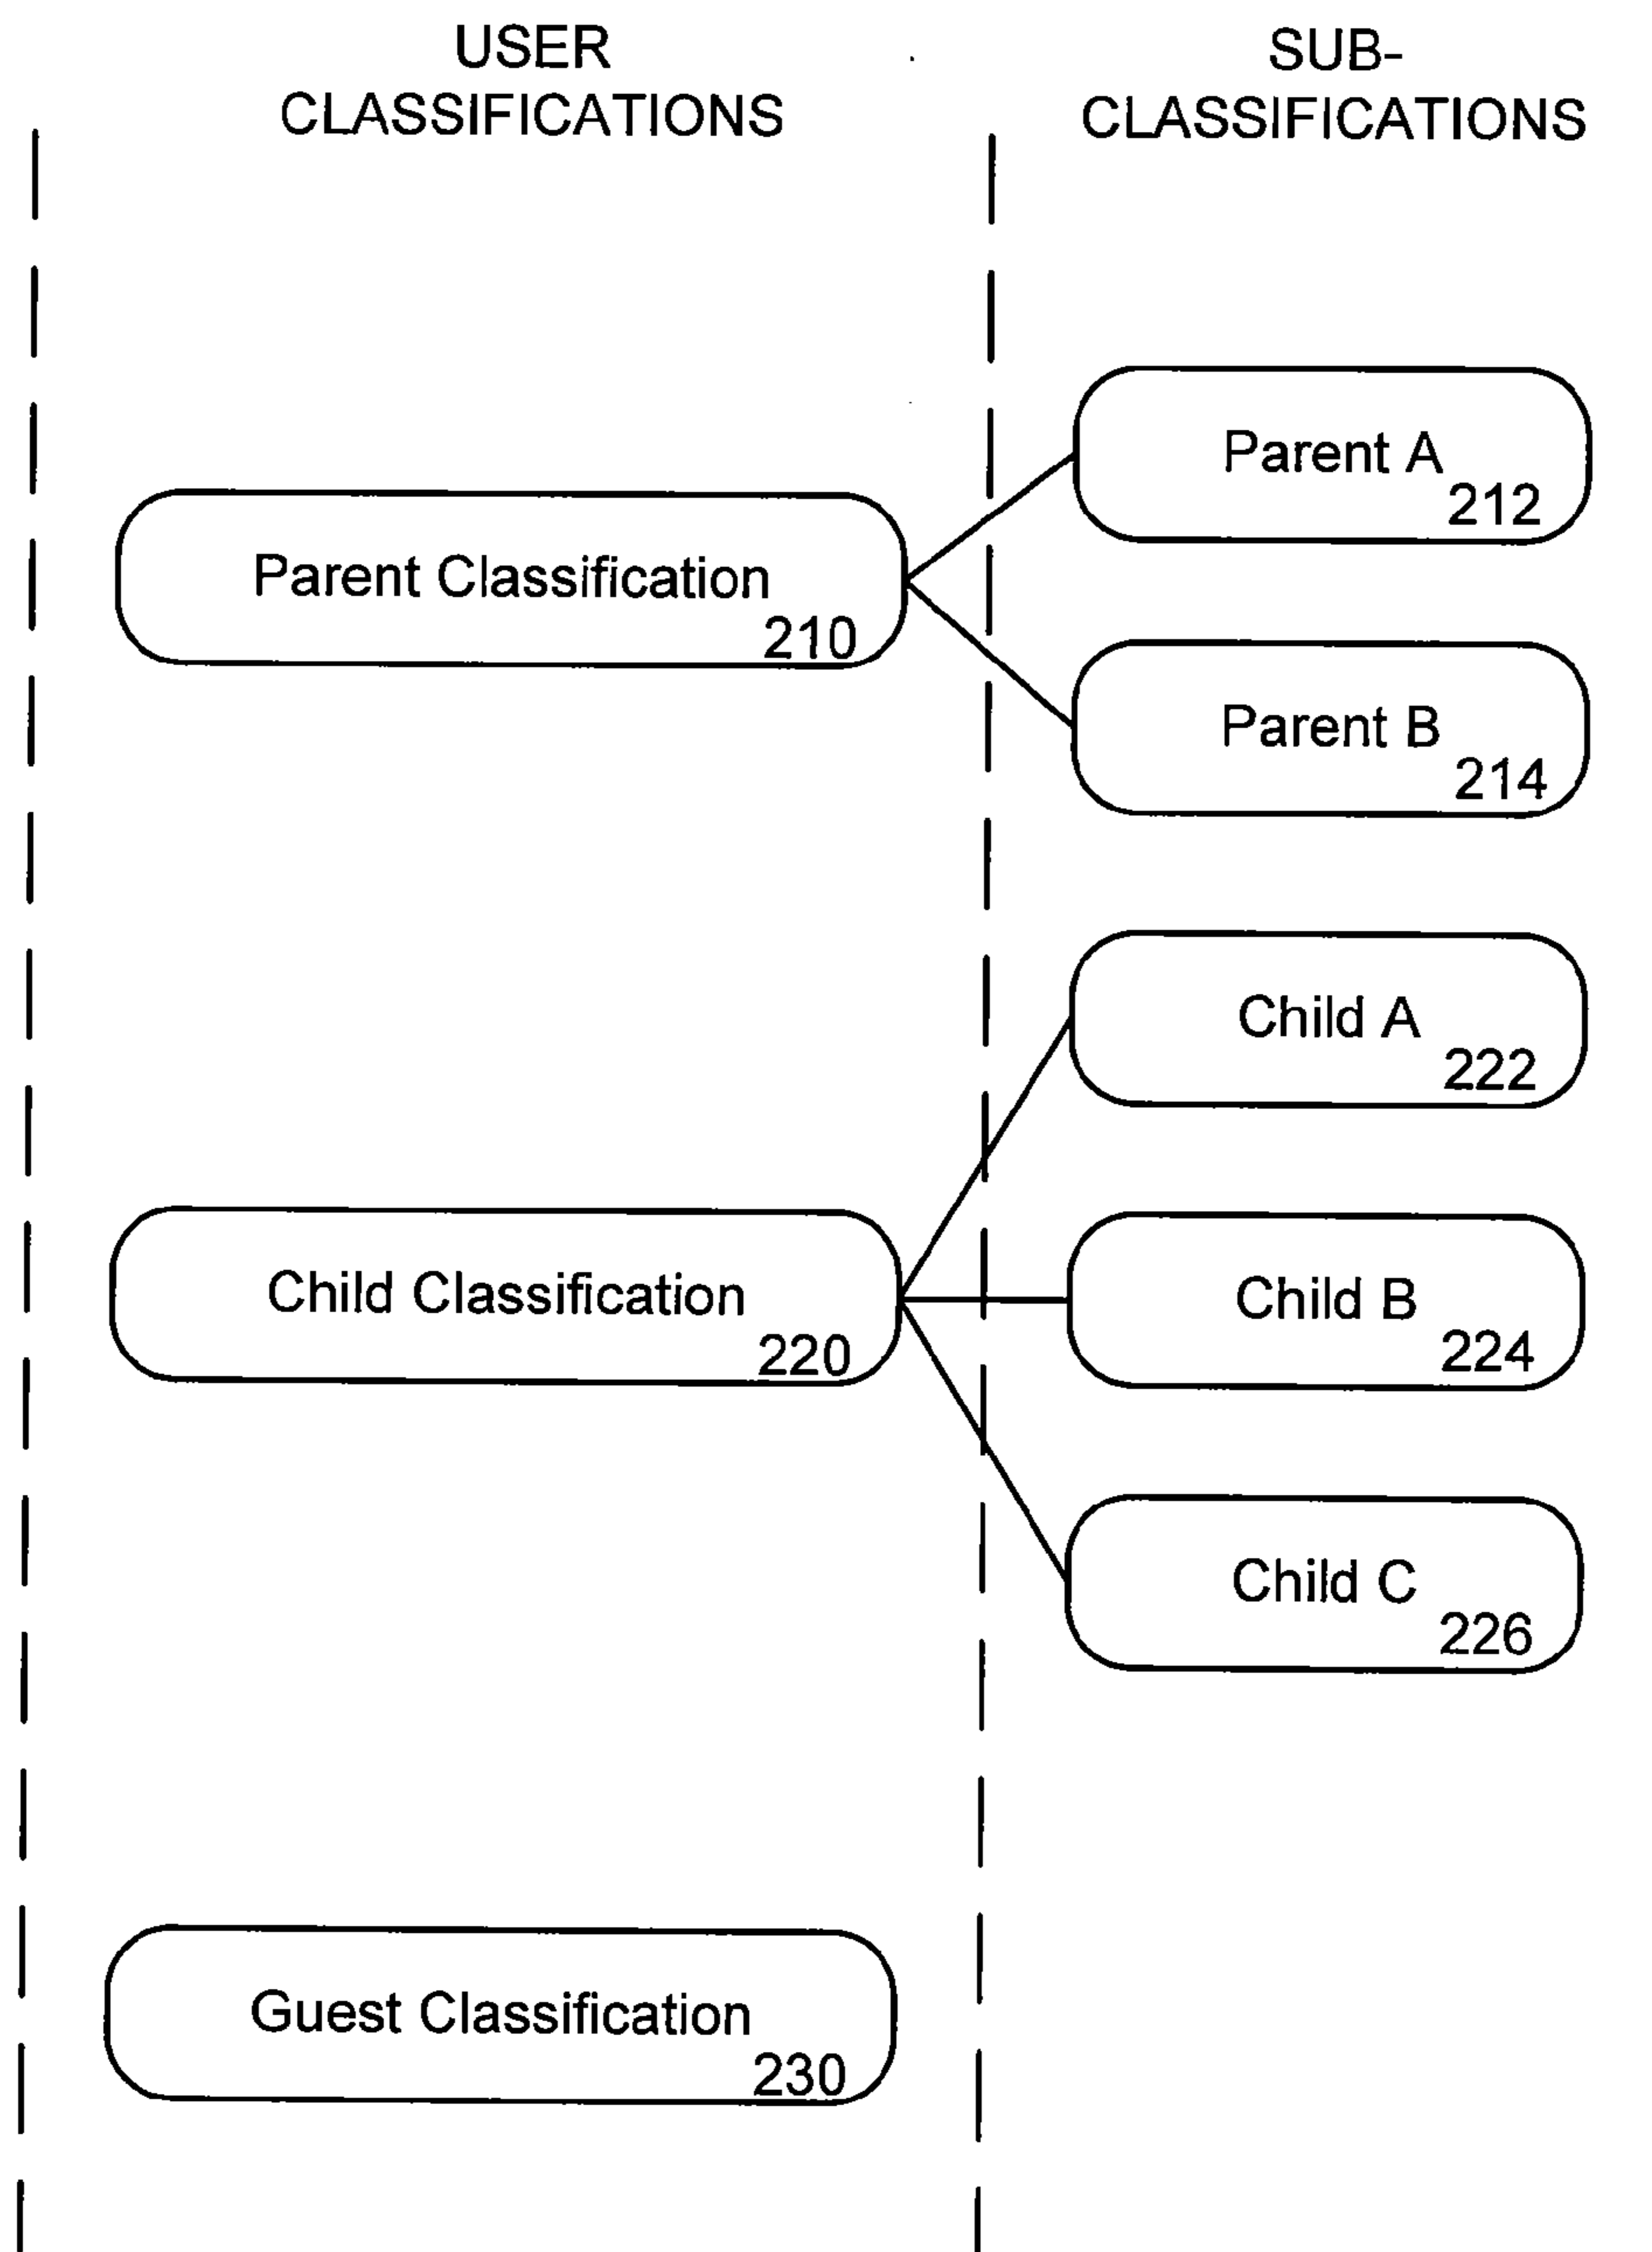 USER
CLASSIFICATIONS
SUB-
CLASSIFICATIONS
Parent A
212
Parent Classification
210
Parent B
214
Child A
222
Child Classification
220
Child B
224
Child C
226
Guest Classification
230